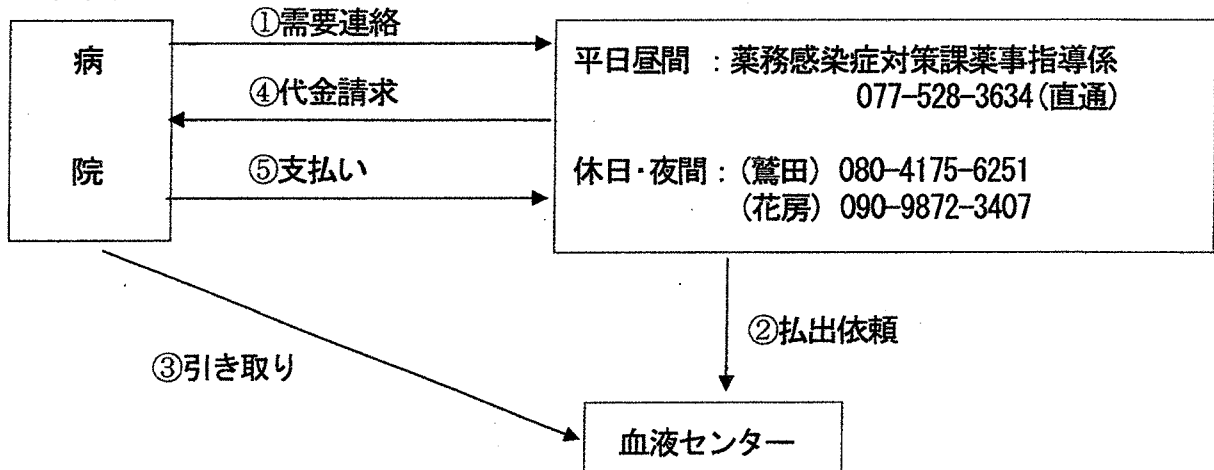 ①需要連絡
病
院
④代金請求
⑤支払い
平日昼間 :薬務感染症対策課薬事指導係
077-528-3634(直通)
休日・夜間:(鷲田) 080-4175-6251
(花房) 090-9872-3407
②払出依頼
③引き取り
血液センター